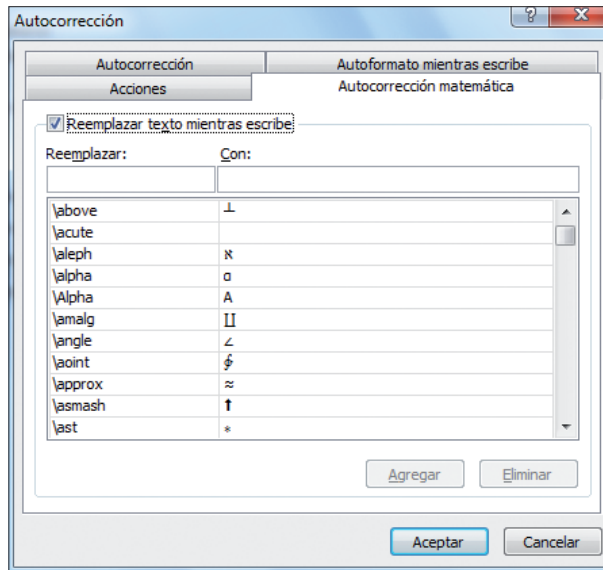 Autocorrección
Autocorrección Autoformato mientras escribe
Acciones Autocorrección matemática
Reemplazar texto mientras escribe
Reemplazar: Con:
\above ┴
\acute
\aleph ℵ
\alpha α
\Alpha Α
\amalg ∐
\angle ∠
\aoint ∳
\approx ≈
\asmash ⬆
\ast ∗
Agregar Eliminar
Aceptar Cancelar